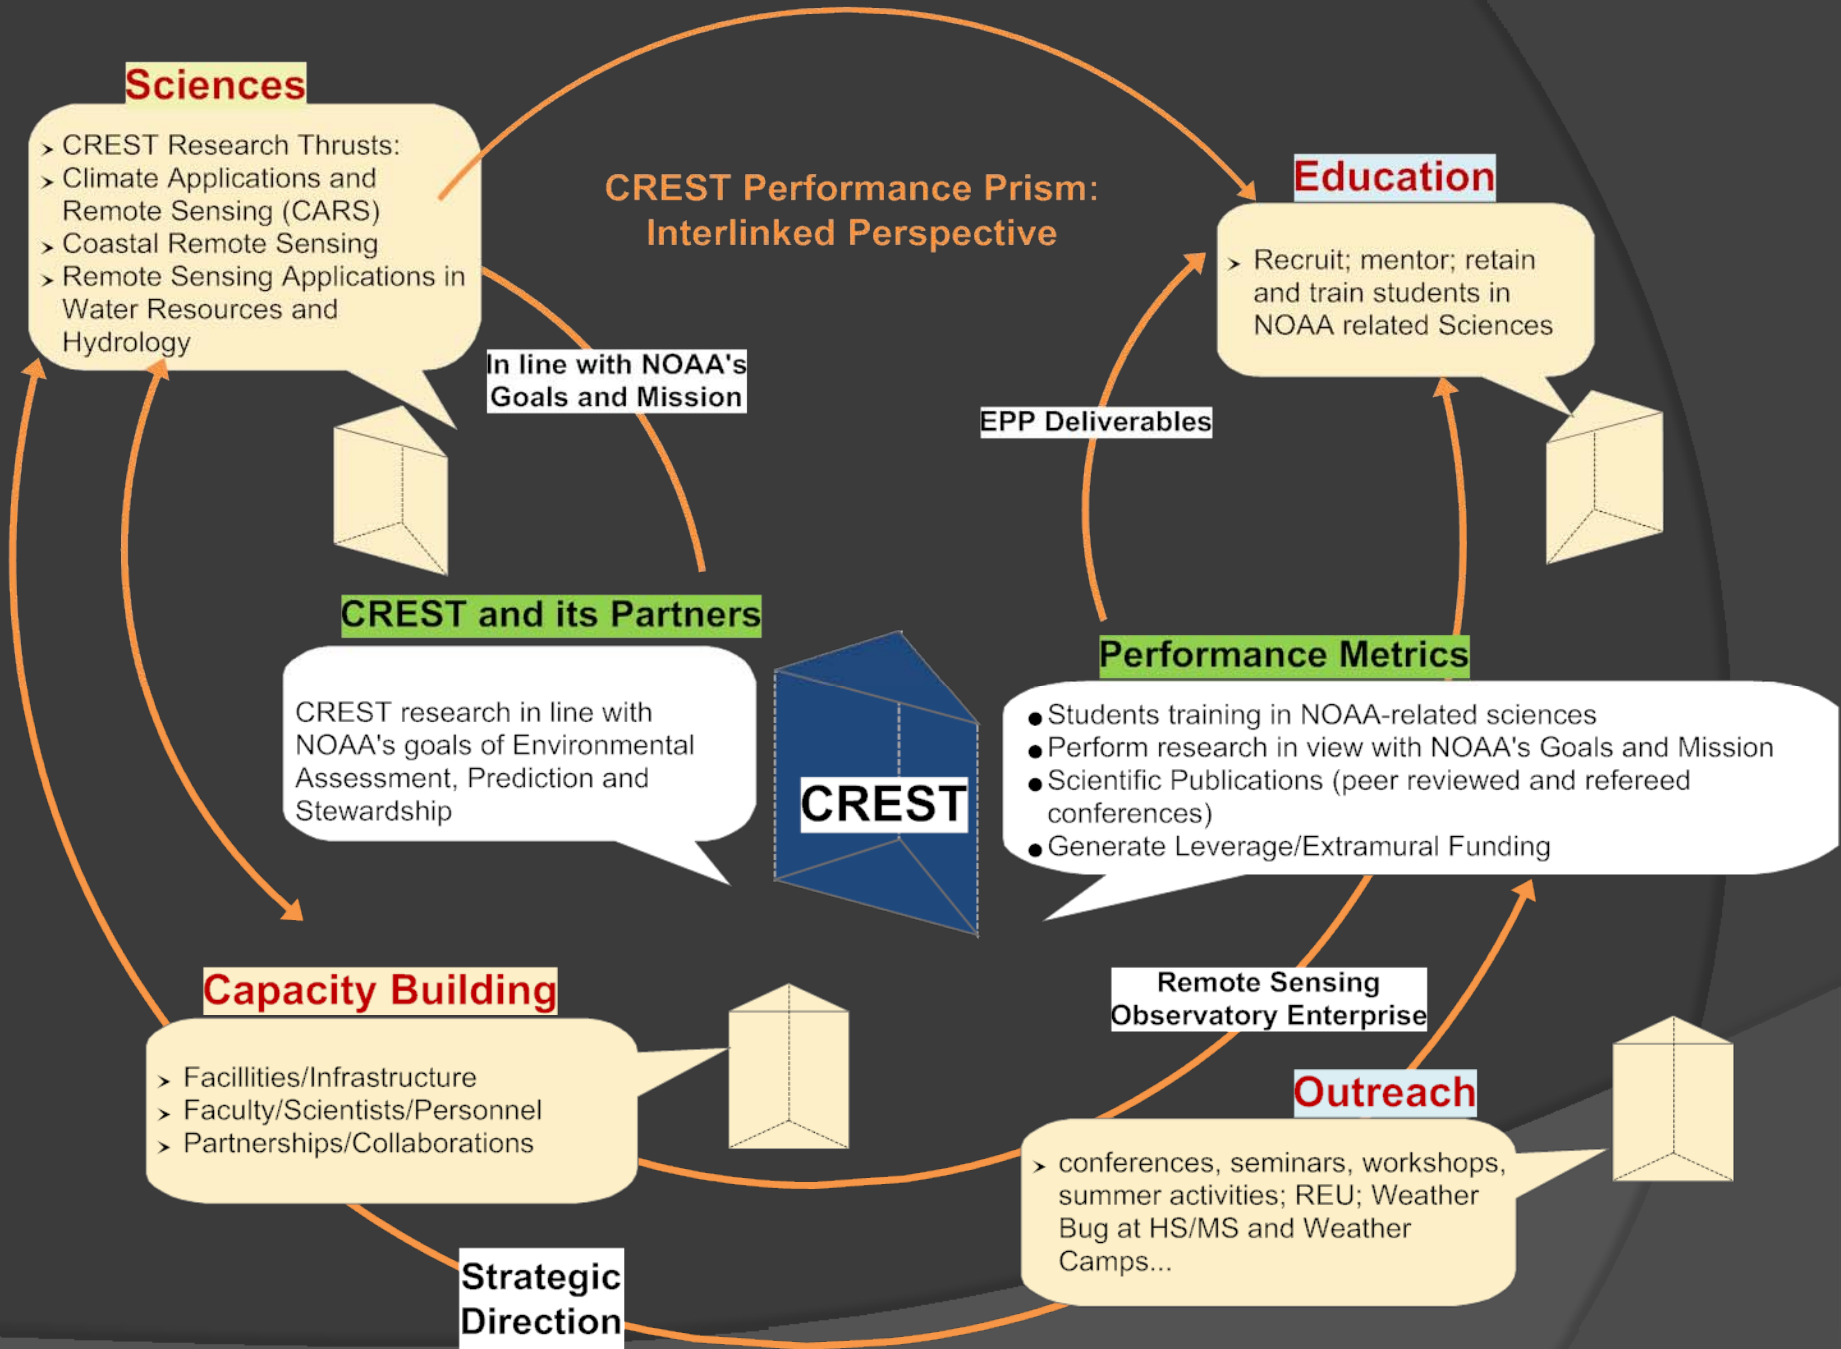 Sciences
CREST Research Thrusts:
Climate Applications and
Remote Sensing (CARS)
Coastal Remote Sensing
Remote Sensing Applications in
Water Resources and
Hydrology
CREST Performance Prism:
Interlinked Perspective
Education
Recruit; mentor; retain
and train students in
NOAA related Sciences
In line with NOAA's
Goals and Mission
EPP Deliverables
CREST and its Partners
CREST research in line with
NOAA's goals of Environmental
Assessment, Prediction and
Stewardship
CREST
Performance Metrics
Students training in NOAA-related sciences
Perform research in view with NOAA's Goals and Mission
Scientific Publications (peer reviewed and refereed
conferences)
Generate Leverage/Extramural Funding
Capacity Building
Facillities/Infrastructure
Faculty/Scientists/Personnel
Partnerships/Collaborations
Remote Sensing
Observatory Enterprise
Outreach
conferences, seminars, workshops,
summer activities; REU; Weather
Bug at HS/MS and Weather
Camps...
Strategic
Direction